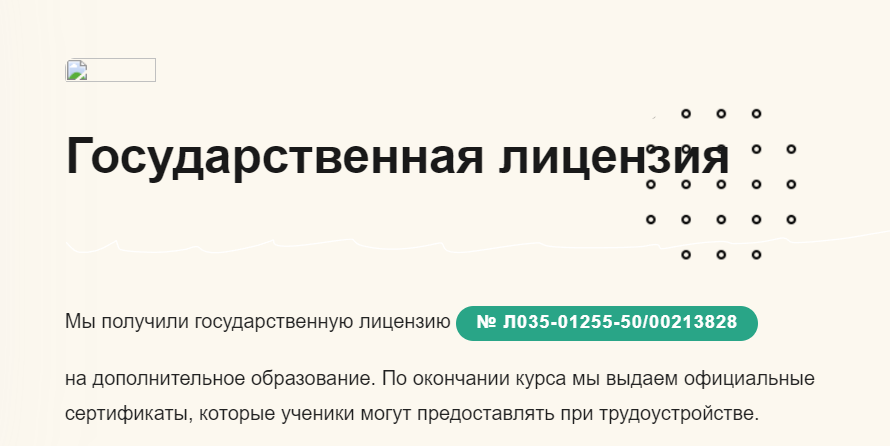 Государственная лицензия
Мы получили государственную лицензию № Л035-01255-50/00213828
на дополнительное образование. По окончании курса мы выдаем официальные
сертификаты, которые ученики могут предоставлять при трудоустройстве.